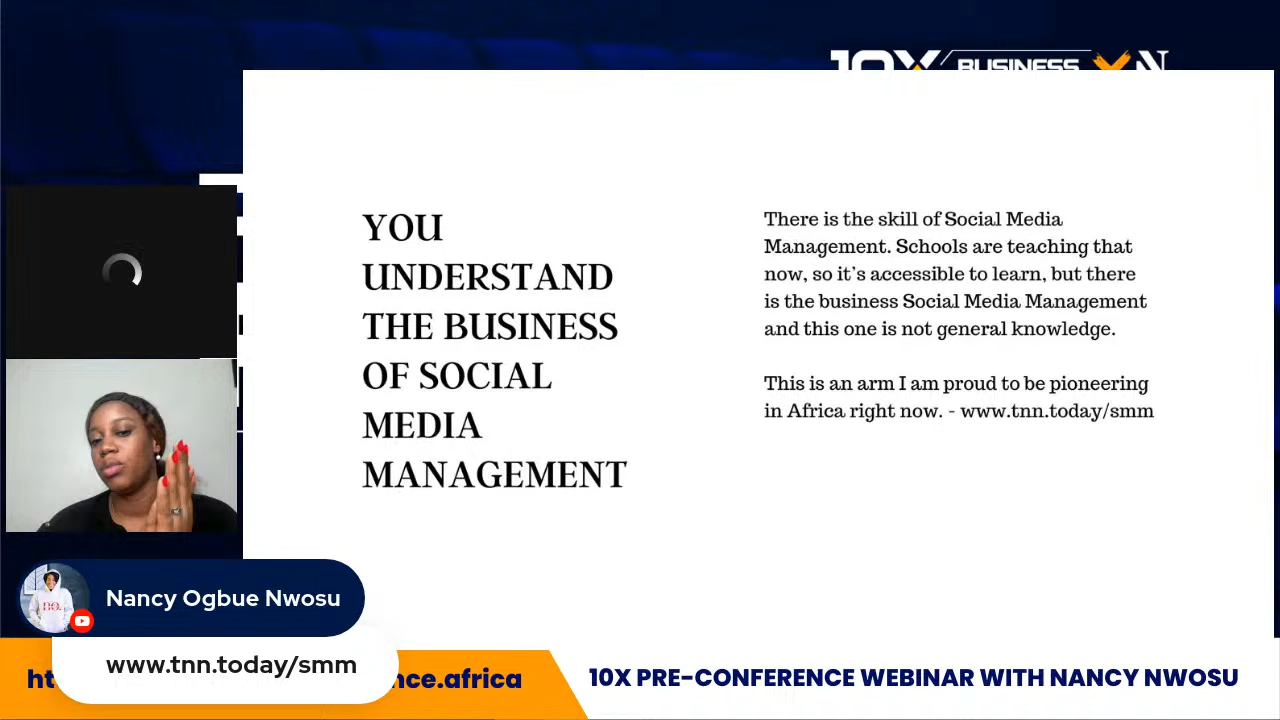 10X BUSINESS
YOU
UNDERSTAND
THE BUSINESS
OF SOCIAL
MEDIA
MANAGEMENT
There is the skill of Social Media
Management. Schools are teaching that
now, so it's accessible to learn, but there
is the business Social Media Management
and this one is not general knowledge.
This is an arm I am proud to be pioneering
in Africa right now. - www.tnn.today/smm
Nancy Ogbue Nwosu
www.tnn.today/smm
ht
nce.africa
10X PRE-CONFERENCE WEBINAR WITH NANCY NWOSU